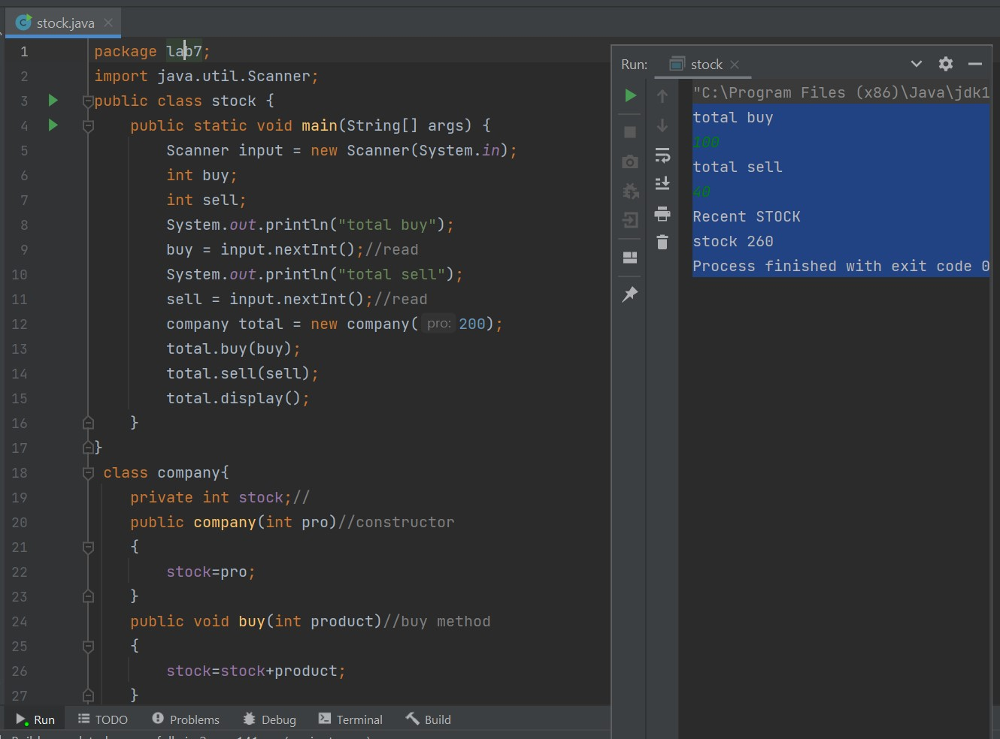 stock.java
1 package lab7;
2 import java.util.Scanner;
3 public class stock {
4 public static void main(String[] args) {
5 Scanner input = new Scanner(System.in);
6 int buy;
7 int sell;
8 System.out.println("total buy");
9 buy = input.nextInt();//read
10 System.out.println("total sell");
11 sell = input.nextInt();//read
12 company total = new company( pro: 200);
13 total.buy(buy);
14 total.sell(sell);
15 total.display();
16 }
17 }
18 class company{
19 private int stock;//
20 public company(int pro)//constructor
21 {
22 stock=pro;
23 }
24 public void buy(int product)//buy method
25 {
26 stock=stock+product;
27 }
Run: stock
"C:\Program Files (x86)\Java\jdk1
total buy
100
total sell
40
Recent STOCK
stock 260
Process finished with exit code 0
Run TODO Problems Debug Terminal Build